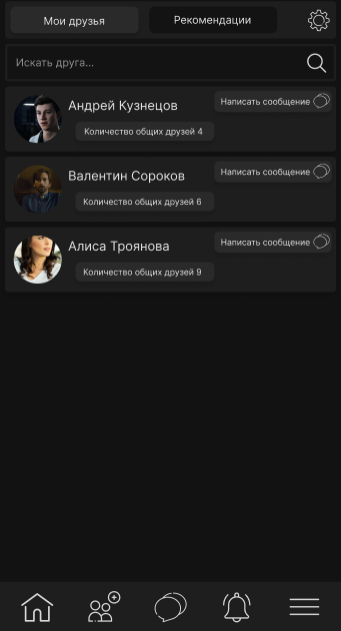 Мои друзья
Рекомендации
Искать друга...
Андрей Кузнецов
Написать сообщение
Количество общих друзей 4
Валентин Сороков
Написать сообщение
Количество общих друзей 6
Алиса Троянова
Написать сообщение
Количество общих друзей 9